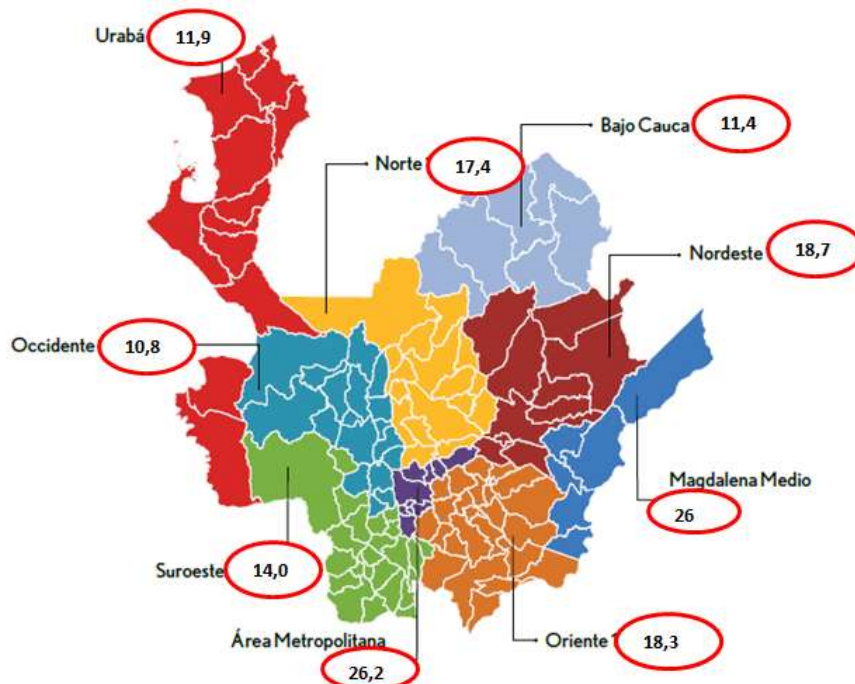 Urabá 11,9
Bajo Cauca 11,4
Norte 17,4
Nordeste 18,7
Occidente 10,8
Magdalena Medio
26
Suroeste 14,0
Área Metropolitana
26,2
Oriente 18,3